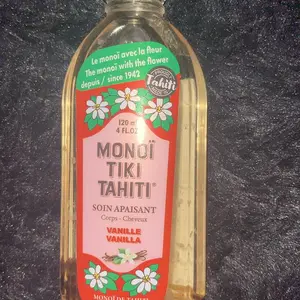 Le monoï avec la fleur
The monoi with the flower
depuis / since 1942
Tahiti
120 ml
4 FL.OZ
MONOÏ
TIKI
TAHITI®
SOIN APAISANT
Corps - Cheveux
VANILLE
VANILLA
MONOÏ DE TAHITI